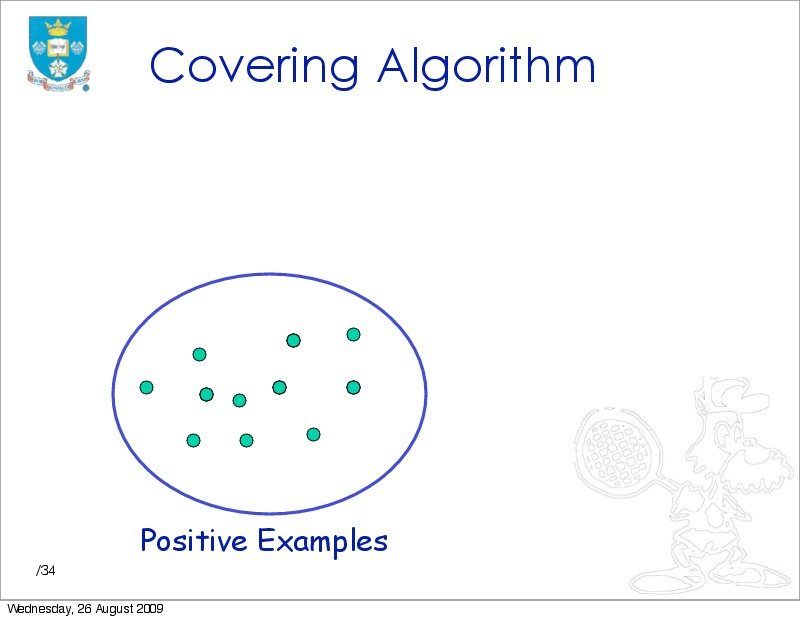 Covering Algorithm
Positive Examples
/34
Wednesday, 26 August 2009